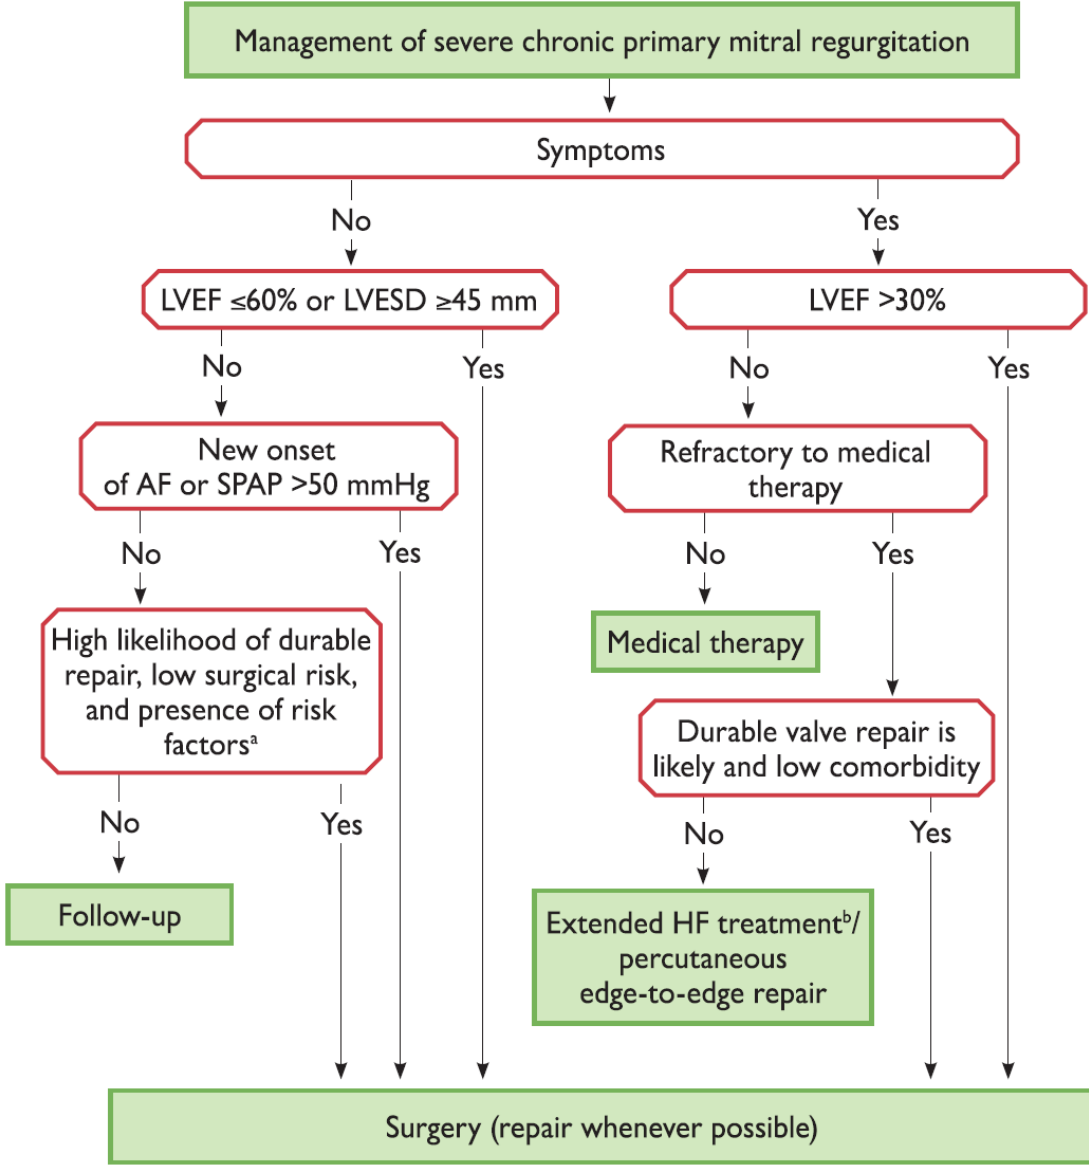 Management of severe chronic primary mitral regurgitation
Symptoms
No
Yes
LVEF ≤60% or LVESD ≥45 mm
LVEF >30%
No
Yes
No
Yes
New onset
of AF or SPAP >50 mmHg
Refractory to medical
therapy
No
Yes
No
Yes
High likelihood of durable
repair, low surgical risk,
and presence of risk
factorsᵃ
Medical therapy
Durable valve repair is
likely and low comorbidity
No
Yes
No
Yes
Follow-up
Extended HF treatmentᵇ/
percutaneous
edge-to-edge repair
Surgery (repair whenever possible)